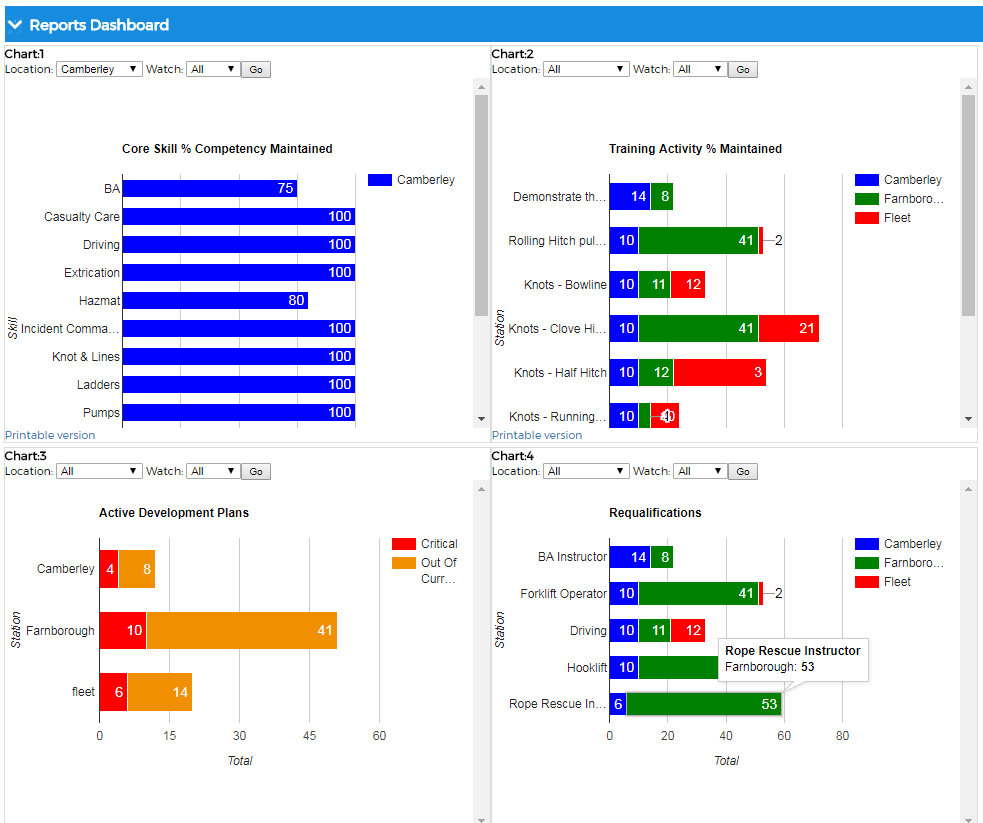 Reports Dashboard
Chart:1
Location: Camberley Watch: All Go
Core Skill % Competency Maintained
Camberley
BA 75
Casualty Care 100
Driving 100
Extrication 100
Hazmat 80
Incident Comma... 100
Knot & Lines 100
Ladders 100
Pumps 100
Skill
Printable version
Chart:2
Location: All Watch: All Go
Training Activity % Maintained
Camberley
Farnboro...
Fleet
Demonstrate th... 14 8
Rolling Hitch pul... 10 41 2
Knots - Bowline 10 11 12
Knots - Clove Hi... 10 41 21
Knots - Half Hitch 10 12 3
Knots - Running... 10
Station
Printable version
Chart:3
Location: All Watch: All Go
Active Development Plans
Critical
Out Of
Curr...
Camberley 4 8
Farnborough 10 41
fleet 6 14
Station
0 15 30 45 60
Total
Chart:4
Location: All Watch: All Go
Requalifications
Camberley
Farnboro...
Fleet
BA Instructor 14 8
Forklift Operator 10 41 2
Driving 10 11 12
Hooklift 10
Rope Rescue Instructor
Farnborough: 53
Rope Rescue In... 6 53
Station
0 20 40 60 80
Total